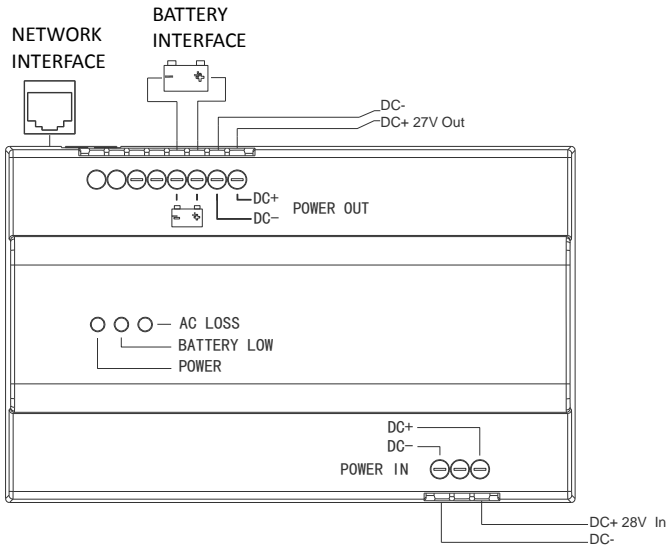 BATTERY
INTERFACE
NETWORK
INTERFACE
DC-
DC+ 27V Out
DC+
DC−
POWER OUT
AC LOSS
BATTERY LOW
POWER
DC+
DC−
POWER IN
DC+ 28V In
DC-